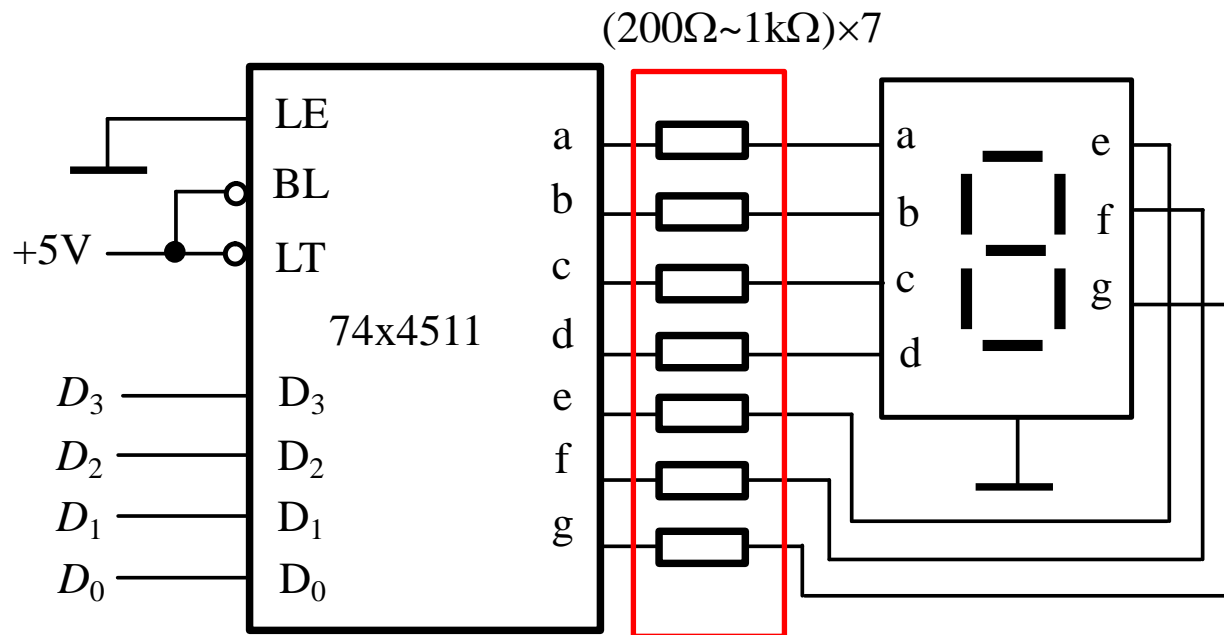 (200Ω~1kΩ)×7
LE
BL
+5V
LT
74x4511
D₃ D₃
D₂ D₂
D₁ D₁
D₀ D₀
a
b
c
d
e
f
g
a
b
c
d
e
f
g